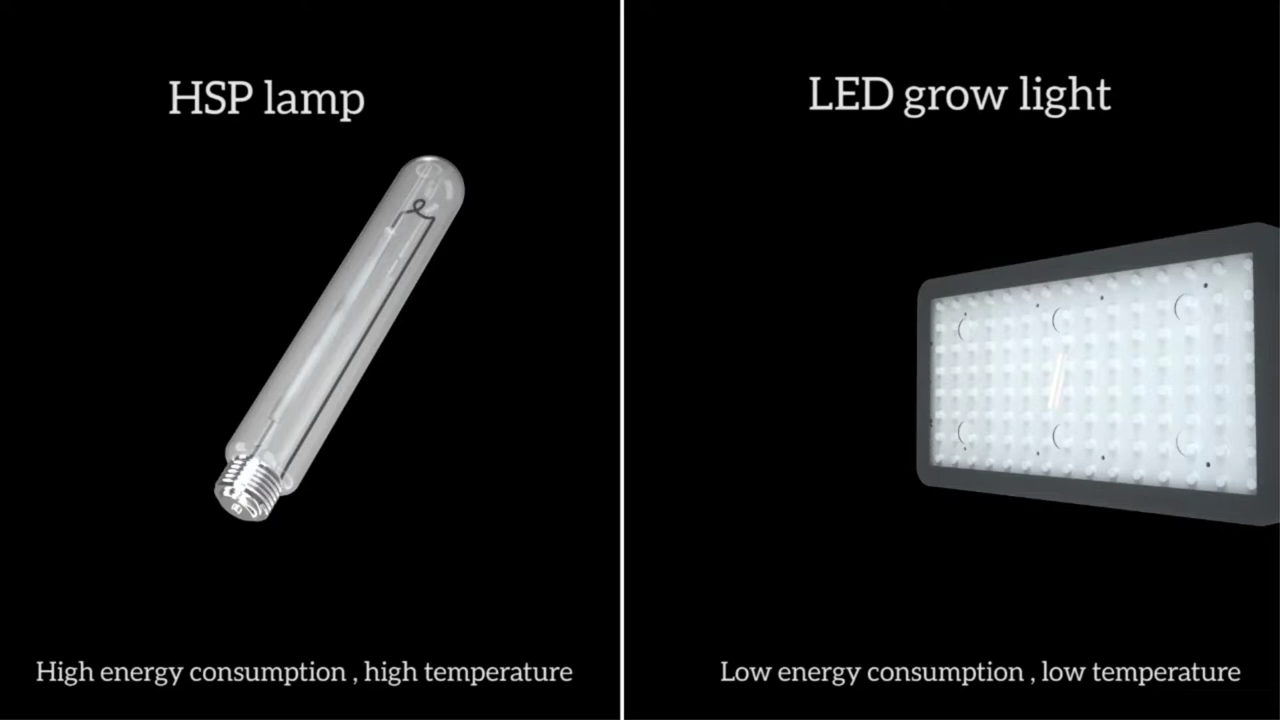 HSP lamp
LED grow light
High energy consumption , high temperature
Low energy consumption , low temperature